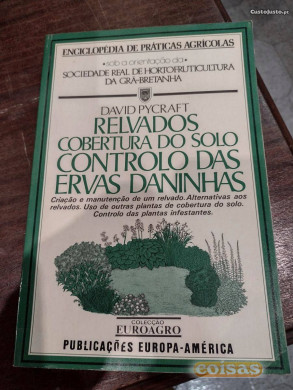 CustoJusto.pt
ENCICLOPÉDIA DE PRÁTICAS AGRÍCOLAS
•sob a orientação da•
SOCIEDADE REAL DE HORTOFRUTICULTURA
DA GRÃ-BRETANHA
DAVID PYCRAFT
RELVADOS
COBERTURA DO SOLO
CONTROLO DAS
ERVAS DANINHAS
Criação e manutenção de um relvado. Alternativas aos
relvados. Uso de outras plantas de cobertura do solo.
Controlo das plantas infestantes.
COLECÇÃO
EUROAGRO
PUBLICAÇÕES EUROPA-AMÉRICA
coisas